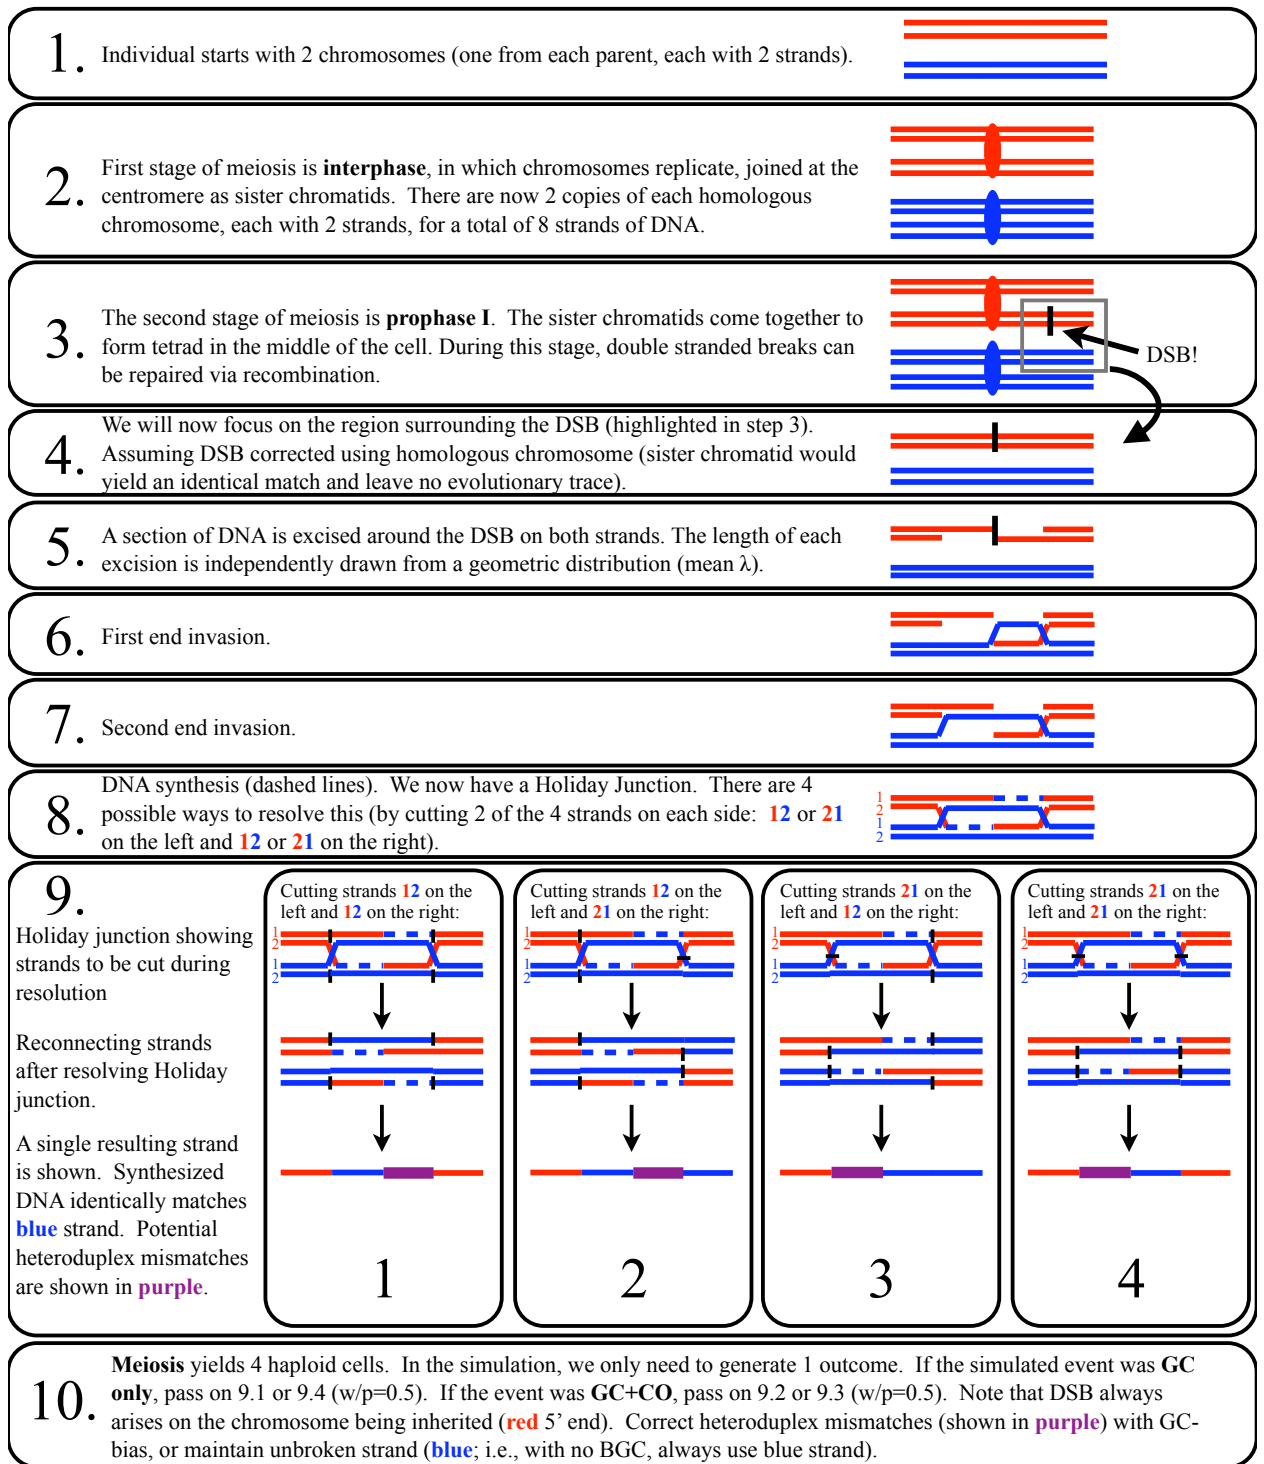 1. Individual starts with 2 chromosomes (one from each parent, each with 2 strands).
2. First stage of meiosis is interphase, in which chromosomes replicate, joined at the
centromere as sister chromatids. There are now 2 copies of each homologous
chromosome, each with 2 strands, for a total of 8 strands of DNA.
3. The second stage of meiosis is prophase I. The sister chromatids come together to
form tetrad in the middle of the cell. During this stage, double stranded breaks can
be repaired via recombination.
DSB!
4. We will now focus on the region surrounding the DSB (highlighted in step 3).
Assuming DSB corrected using homologous chromosome (sister chromatid would
yield an identical match and leave no evolutionary trace).
5. A section of DNA is excised around the DSB on both strands. The length of each
excision is independently drawn from a geometric distribution (mean λ).
6. First end invasion.
7. Second end invasion.
8. DNA synthesis (dashed lines). We now have a Holiday Junction. There are 4
possible ways to resolve this (by cutting 2 of the 4 strands on each side: 12 or 21
on the left and 12 or 21 on the right).
1
2
1
2
9.
Holiday junction showing
strands to be cut during
resolution
Reconnecting strands
after resolving Holiday
junction.
A single resulting strand
is shown. Synthesized
DNA identically matches
blue strand. Potential
heteroduplex mismatches
are shown in purple.
Cutting strands 12 on the
left and 12 on the right:
1
2
1
2
1
Cutting strands 12 on the
left and 21 on the right:
1
2
1
2
2
Cutting strands 21 on the
left and 12 on the right:
1
2
1
2
3
Cutting strands 21 on the
left and 21 on the right:
1
2
1
2
4
10. Meiosis yields 4 haploid cells. In the simulation, we only need to generate 1 outcome. If the simulated event was GC
only, pass on 9.1 or 9.4 (w/p=0.5). If the event was GC+CO, pass on 9.2 or 9.3 (w/p=0.5). Note that DSB always
arises on the chromosome being inherited (red 5' end). Correct heteroduplex mismatches (shown in purple) with GC-
bias, or maintain unbroken strand (blue; i.e., with no BGC, always use blue strand).